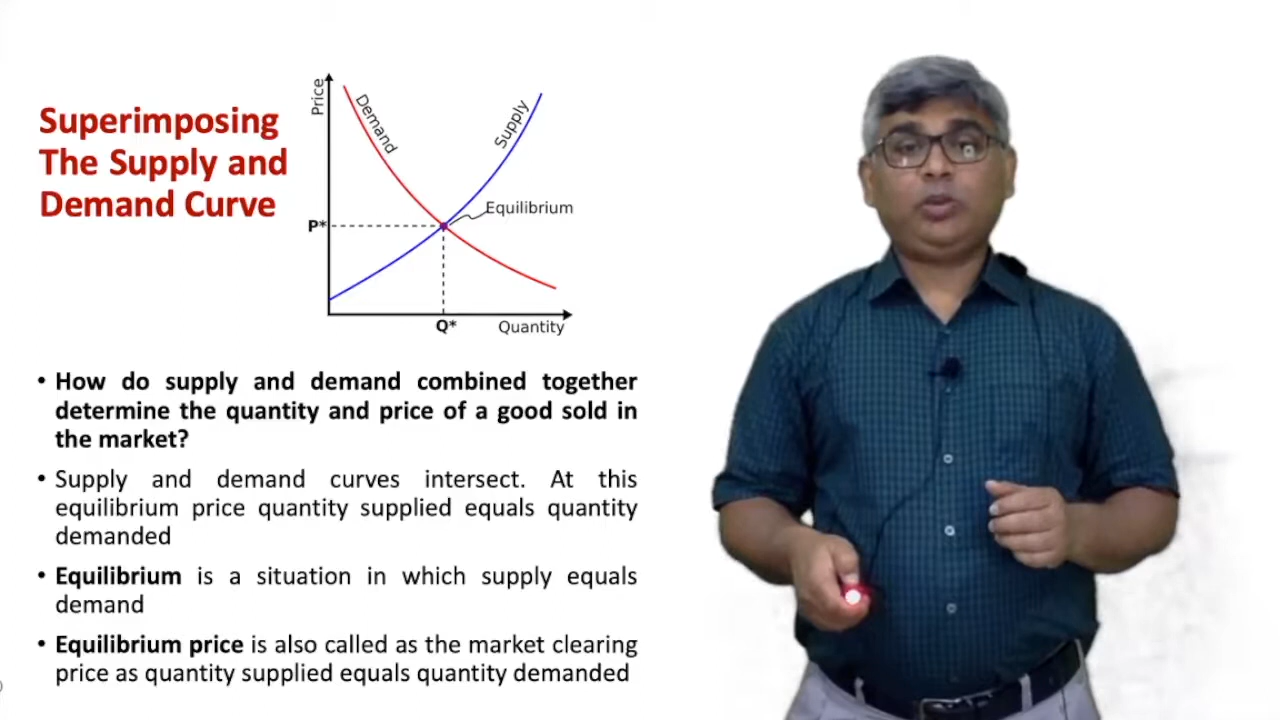 Superimposing
The Supply and
Demand Curve
Price
Demand
Supply
Equilibrium
P*
Q*
Quantity
• How do supply and demand combined together
determine the quantity and price of a good sold in
the market?
• Supply and demand curves intersect. At this
equilibrium price quantity supplied equals quantity
demanded
• Equilibrium is a situation in which supply equals
demand
• Equilibrium price is also called as the market clearing
price as quantity supplied equals quantity demanded